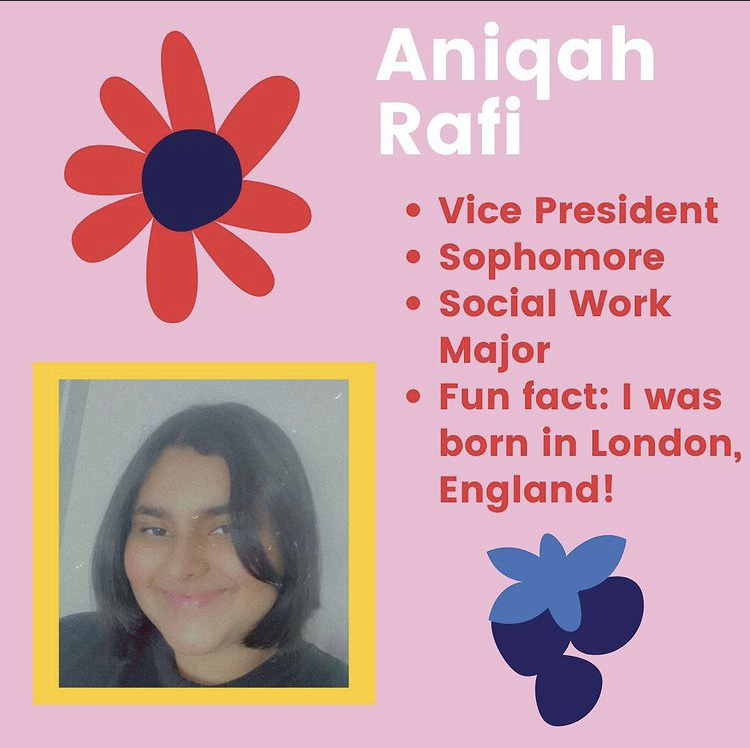 Aniqah
Rafi
• Vice President
• Sophomore
• Social Work
Major
• Fun fact: I was
born in London,
England!